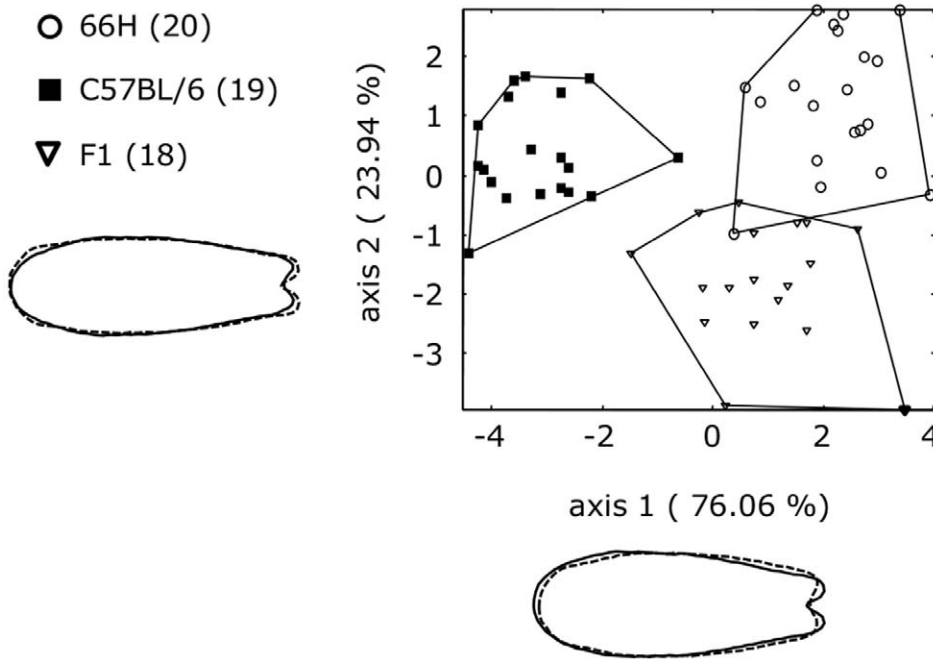 66H (20)
C57BL/6 (19)
F1 (18)
axis 2 ( 23.94 %)
2
1
0
-1
-2
-3
-4
-2
0
2
4
axis 1 ( 76.06 %)